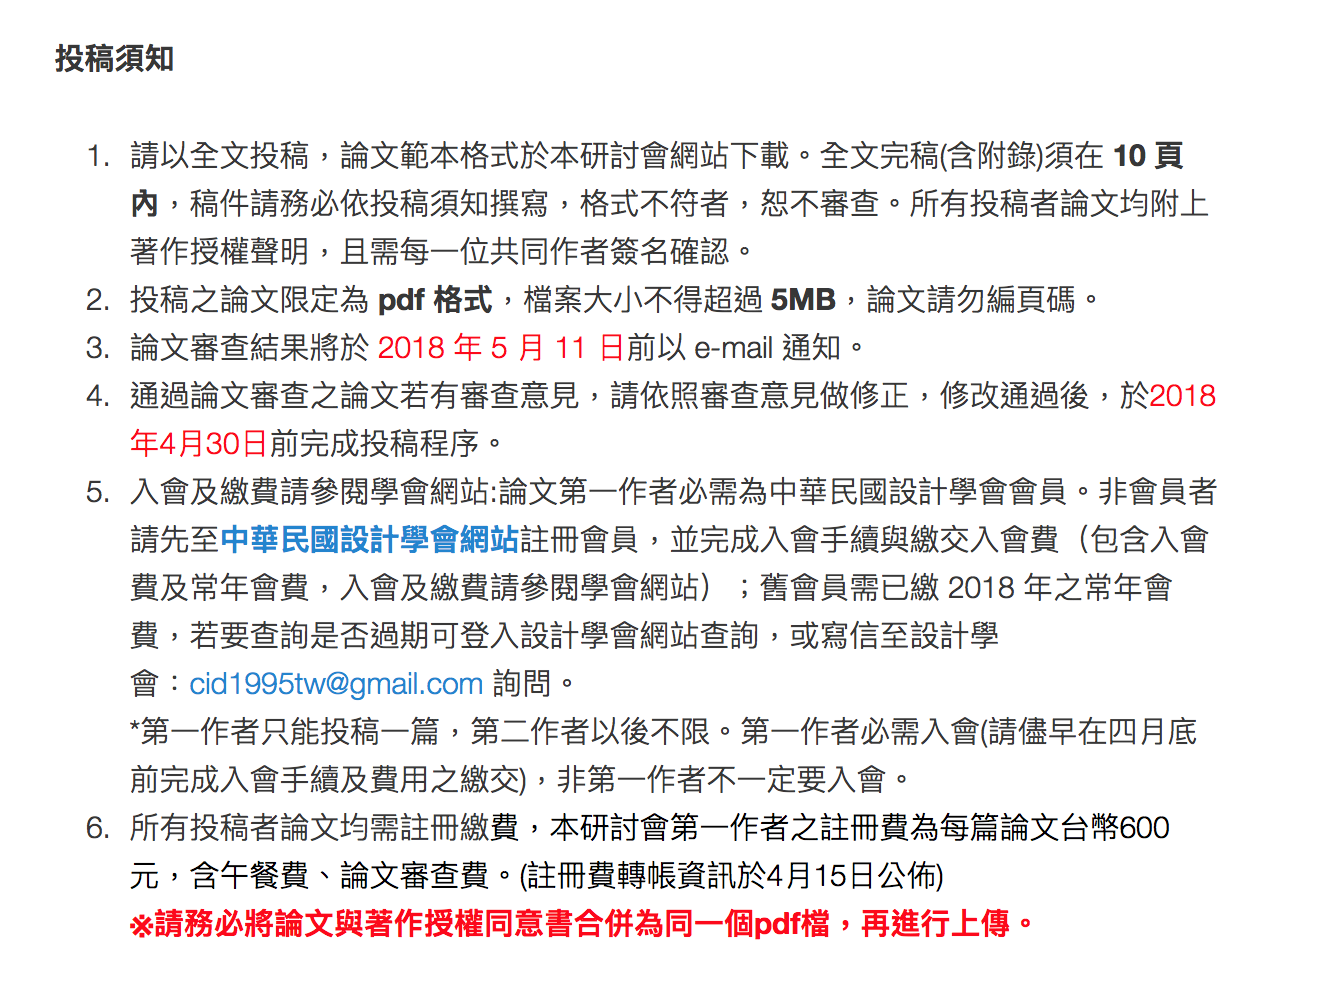 投稿須知
1. 請以全文投稿，論文範本格式於本研討會網站下載。全文完稿(含附錄)須在 10 頁
內，稿件請務必依投稿須知撰寫，格式不符者，恕不審查。所有投稿者論文均附上
著作授權聲明，且需每一位共同作者簽名確認。
2. 投稿之論文限定為 pdf 格式，檔案大小不得超過 5MB，論文請勿編頁碼。
3. 論文審查結果將於 2018 年 5 月 11 日前以 e-mail 通知。
4. 通過論文審查之論文若有審查意見，請依照審查意見做修正，修改通過後，於2018
年4月30日前完成投稿程序。
5. 入會及繳費請參閱學會網站:論文第一作者必需為中華民國設計學會會員。非會員者
請先至中華民國設計學會網站註冊會員，並完成入會手續與繳交入會費（包含入會
費及常年會費，入會及繳費請參閱學會網站）；舊會員需已繳 2018 年之常年會
費，若要查詢是否過期可登入設計學會網站查詢，或寫信至設計學
會：cid1995tw@gmail.com 詢問。
*第一作者只能投稿一篇，第二作者以後不限。第一作者必需入會(請儘早在四月底
前完成入會手續及費用之繳交)，非第一作者不一定要入會。
6. 所有投稿者論文均需註冊繳費，本研討會第一作者之註冊費為每篇論文台幣600
元，含午餐費、論文審查費。(註冊費轉帳資訊於4月15日公佈)
※請務必將論文與著作授權同意書合併為同一個pdf檔，再進行上傳。